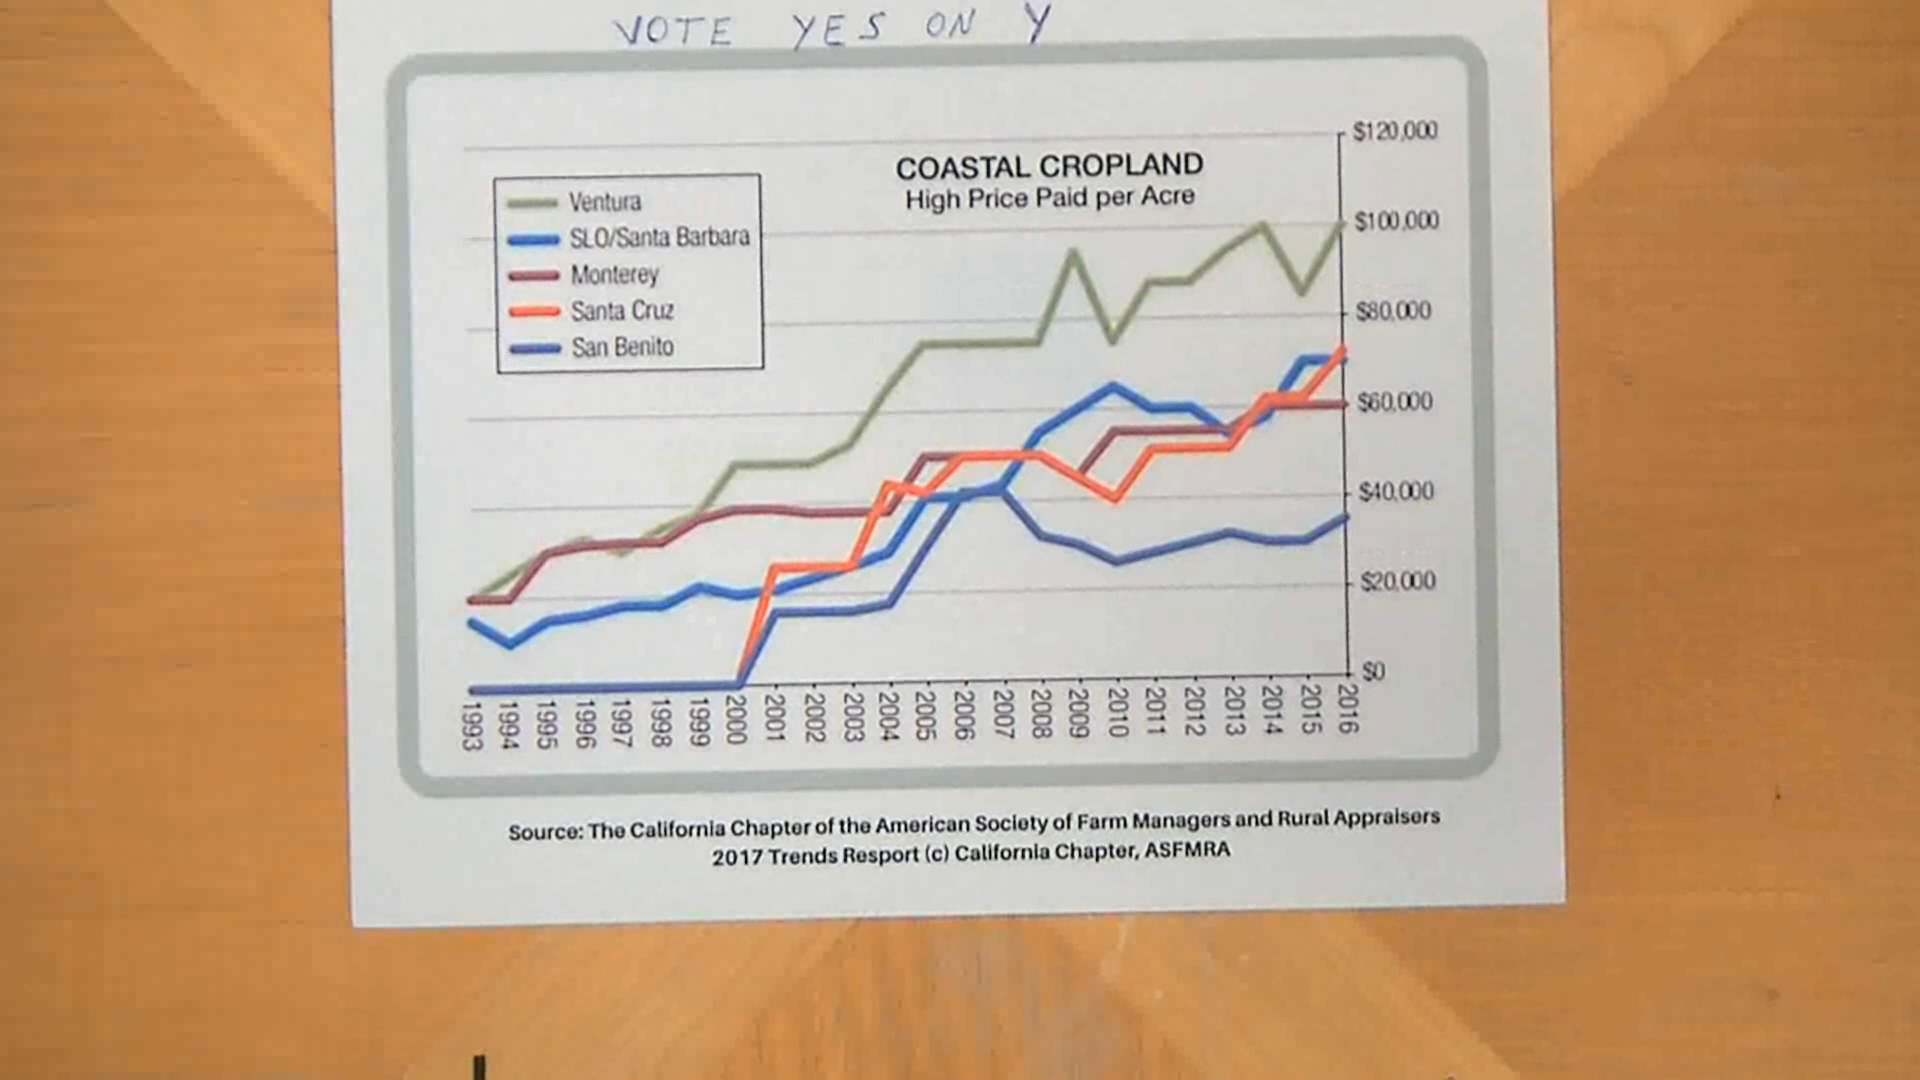 VOTE YES ON Y
COASTAL CROPLAND
High Price Paid per Acre
Ventura
SLO/Santa Barbara
Monterey
Santa Cruz
San Benito
$120,000
$100,000
$80,000
$60,000
$40,000
$20,000
$0
1993 1994 1995 1996 1997 1998 1999 2000 2001 2002 2003 2004 2005 2006 2007 2008 2009 2010 2011 2012 2013 2014 2015 2016
Source: The California Chapter of the American Society of Farm Managers and Rural Appraisers
2017 Trends Resport (c) California Chapter, ASFMRA